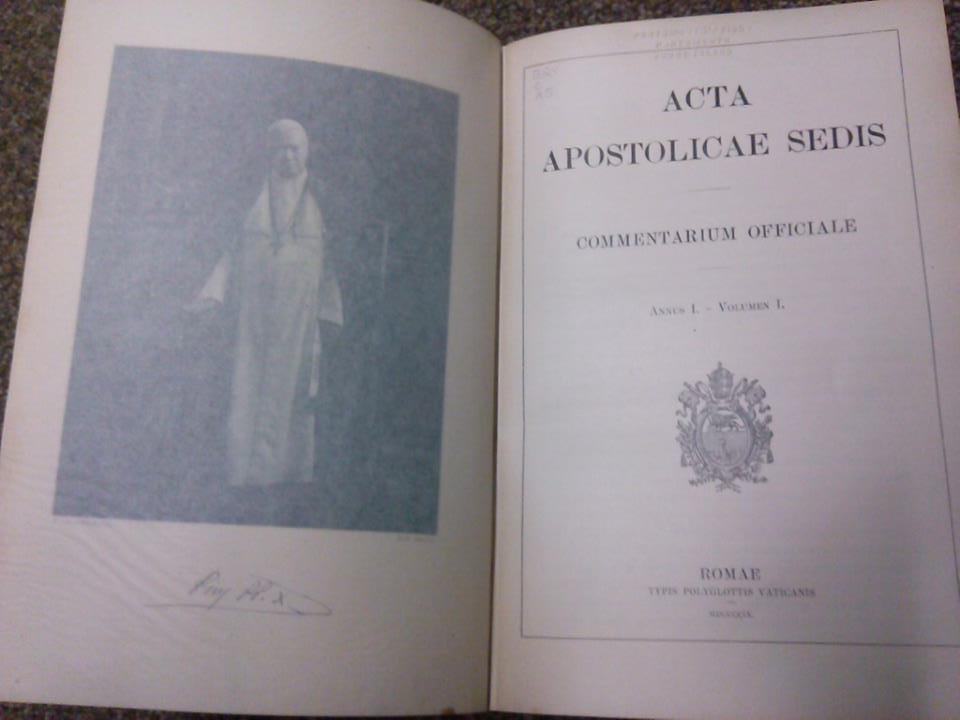 ACTA
APOSTOLICAE SEDIS
COMMENTARIUM OFFICIALE
ANNUS I. - VOLUMEN I.
ROMAE
TYPIS POLYGLOTTIS VATICANIS